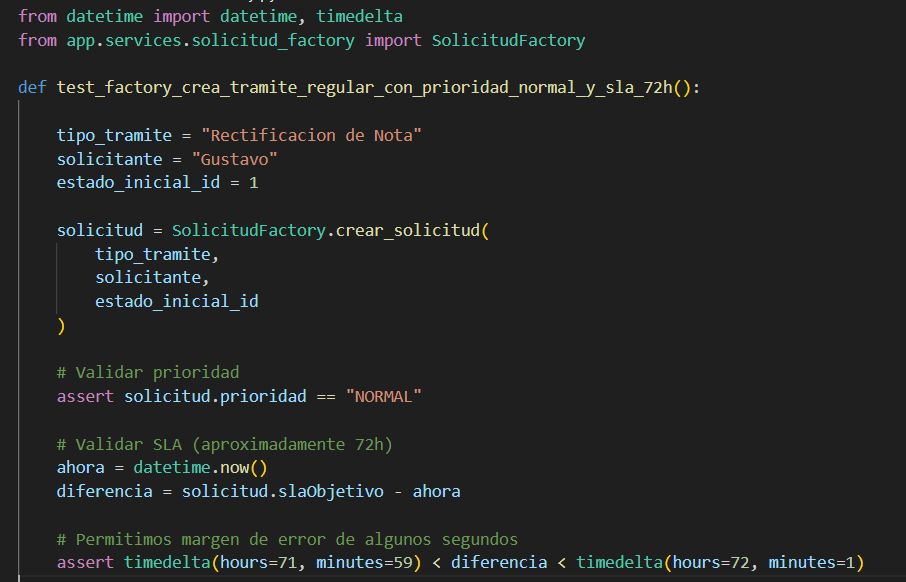 from datetime import datetime, timedelta
from app.services.solicitud_factory import SolicitudFactory
def test_factory_crea_tramite_regular_con_prioridad_normal_y_sla_72h():
tipo_tramite = "Rectificacion de Nota"
solicitante = "Gustavo"
estado_inicial_id = 1
solicitud = SolicitudFactory.crear_solicitud(
tipo_tramite,
solicitante,
estado_inicial_id
)
# Validar prioridad
assert solicitud.prioridad == "NORMAL"
# Validar SLA (aproximadamente 72h)
ahora = datetime.now()
diferencia = solicitud.slaObjetivo - ahora
# Permitimos margen de error de algunos segundos
assert timedelta(hours=71, minutes=59) < diferencia < timedelta(hours=72, minutes=1)